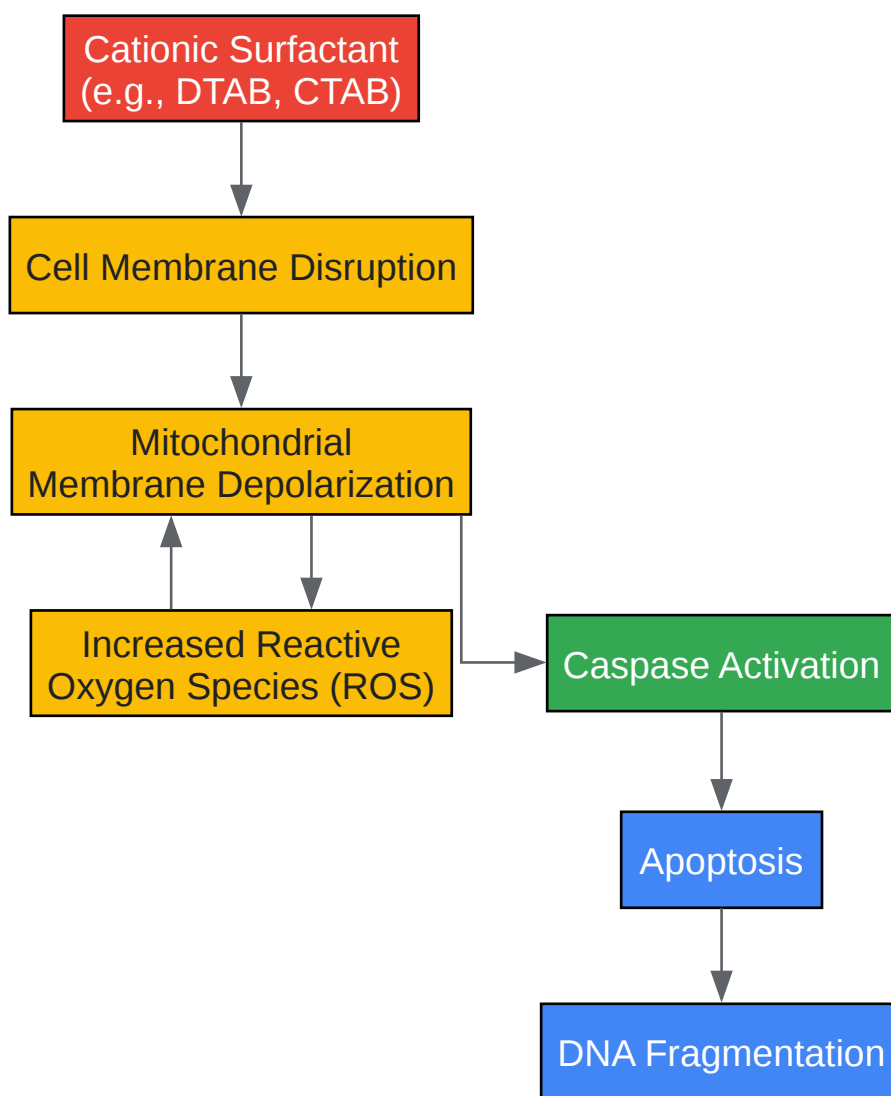 Cationic Surfactant
(e.g., DTAB, CTAB)
Cell Membrane Disruption
Mitochondrial
Membrane Depolarization
Increased Reactive
Oxygen Species (ROS)
Caspase Activation
Apoptosis
DNA Fragmentation